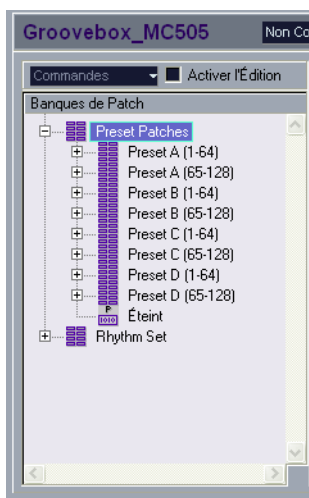 Groovebox_MC505
Non Co
Commandes
Activer l'Édition
Banques de Patch
Preset Patches
Preset A (1-64)
Preset A (65-128)
Preset B (1-64)
Preset B (65-128)
Preset C (1-64)
Preset C (65-128)
Preset D (1-64)
Preset D (65-128)
P
1010
Éteint
Rhythm Set